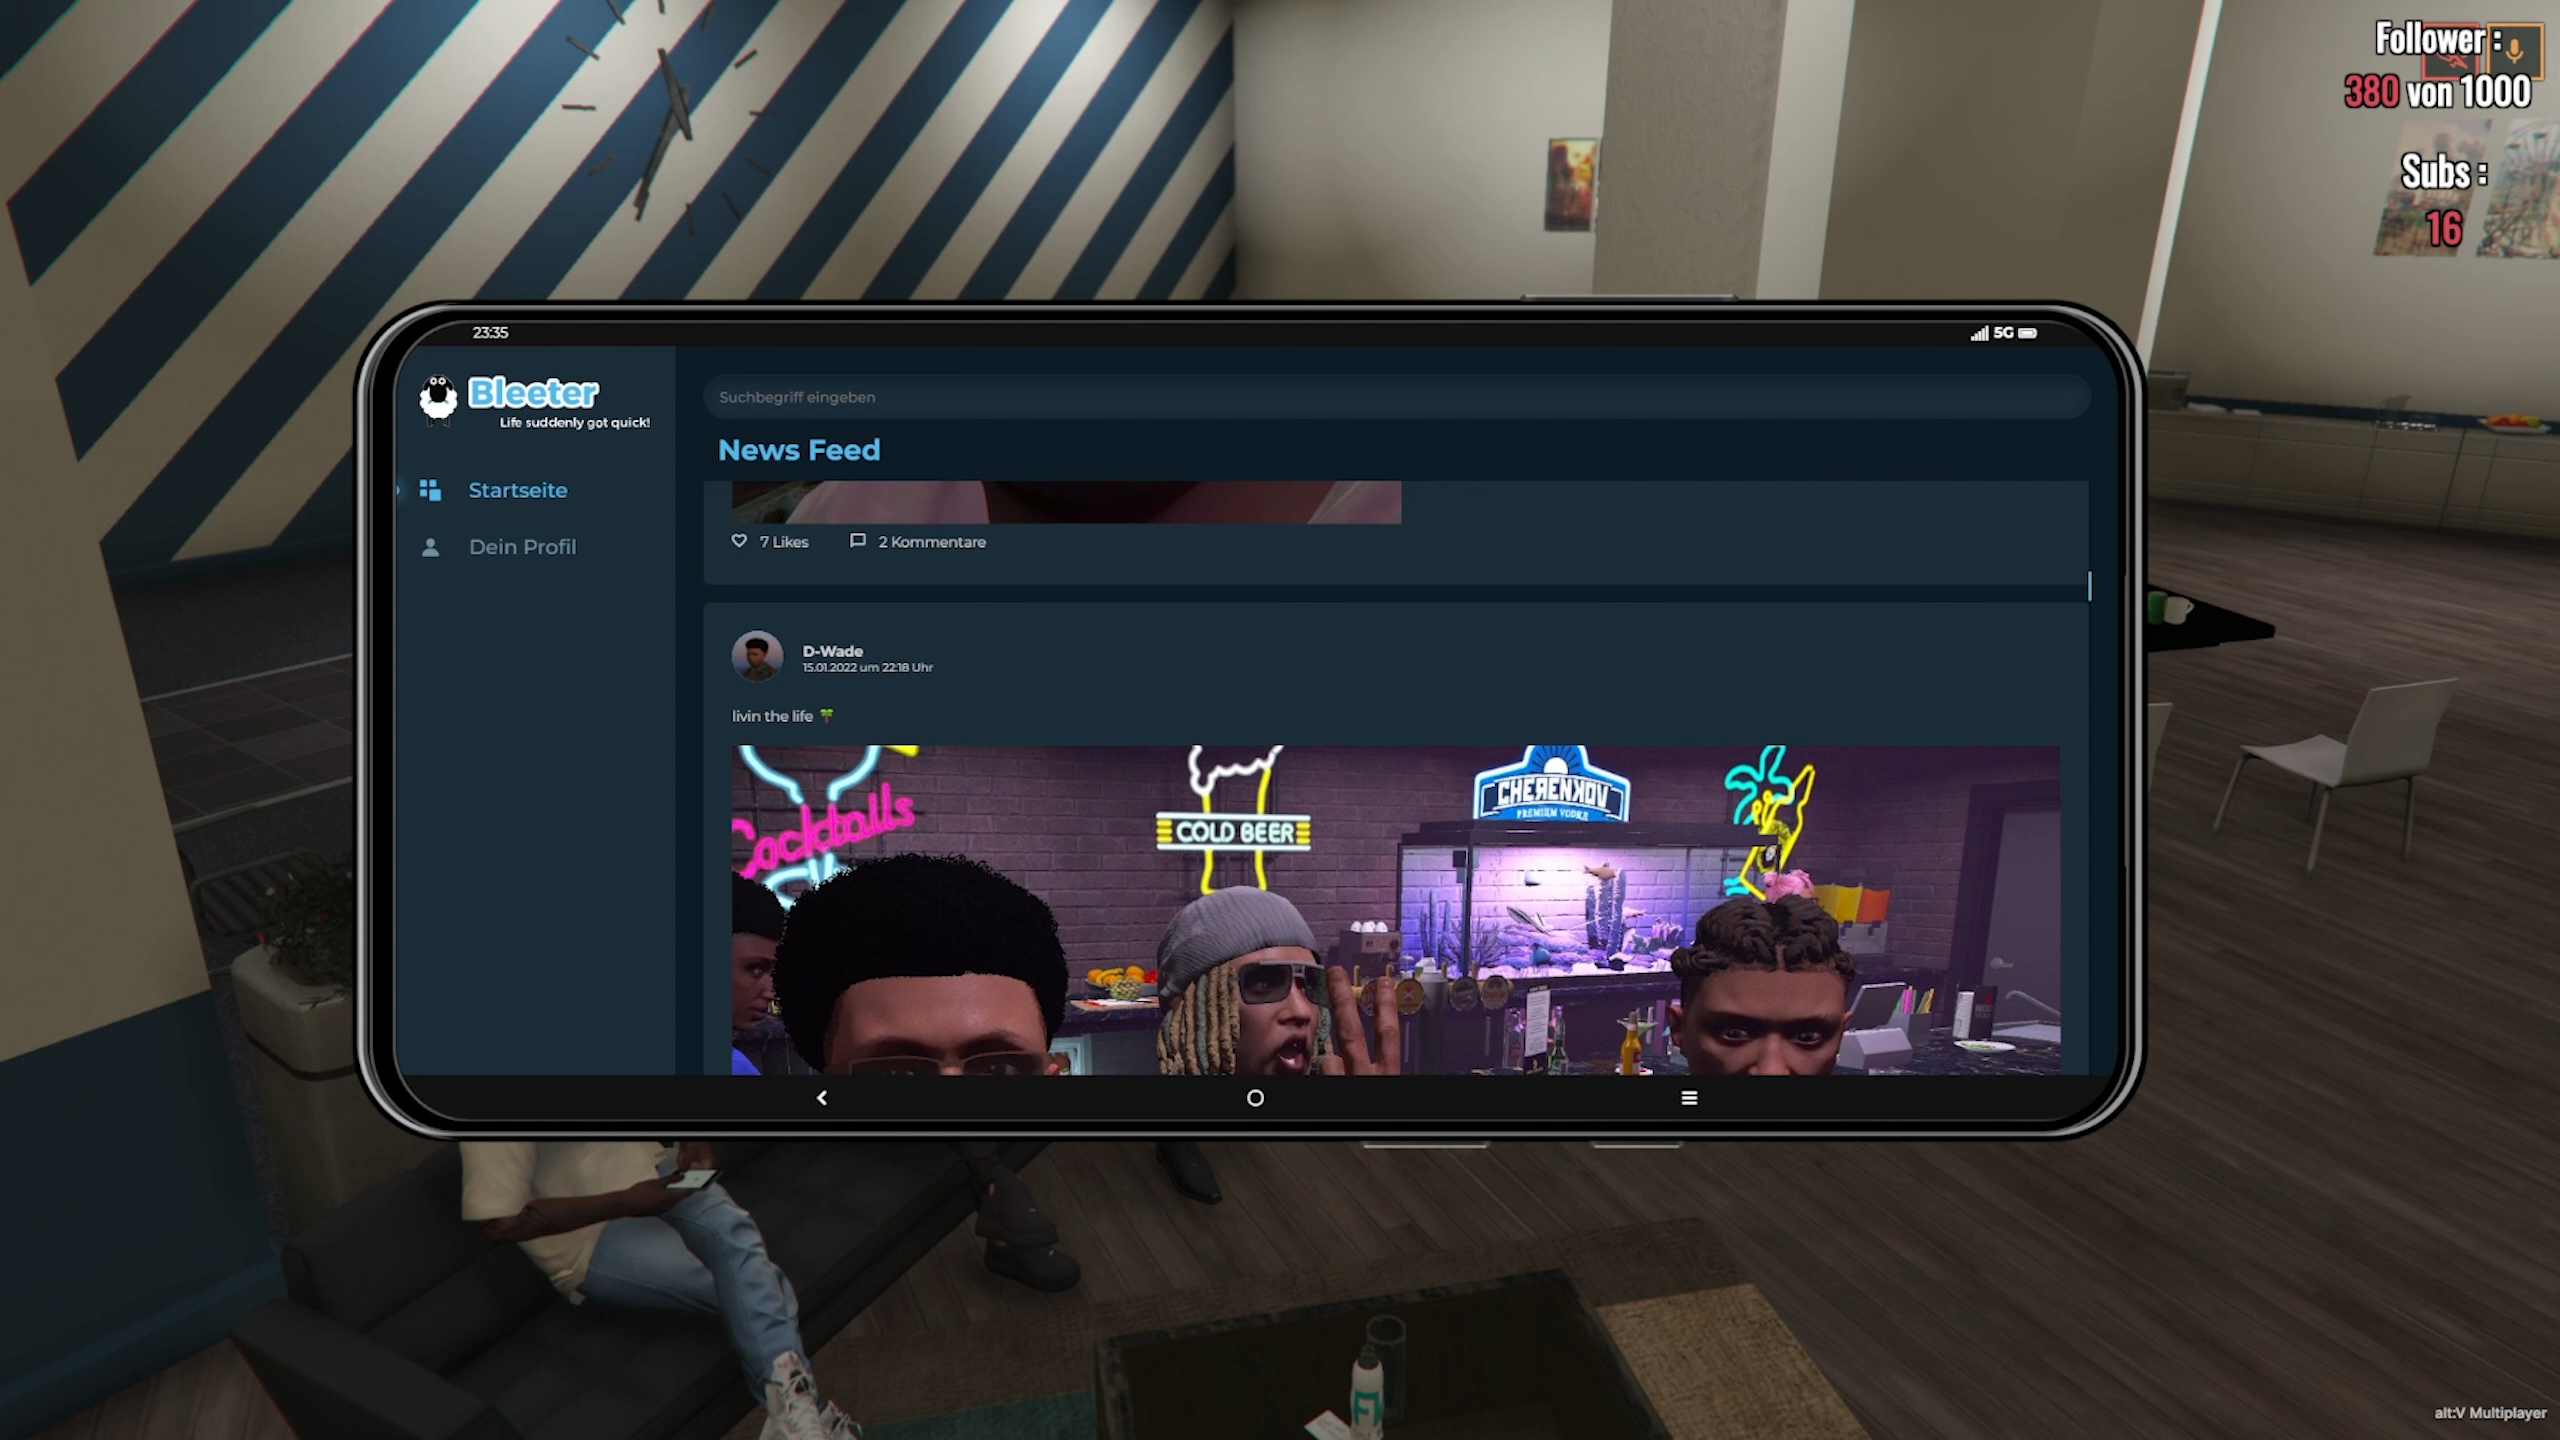 Follower :
380 von 1000
Subs :
16
23:35
5G
Bleeter
Life suddenly got quick!
Startseite
Dein Profil
Suchbegriff eingeben
News Feed
7 Likes
2 Kommentare
D-Wade
15.01.2022 um 22:18 Uhr
livin the life 🌴
Cocktails
COLD BEER
CHERENKOV
PREMIUM VODKA
alt:V Multiplayer